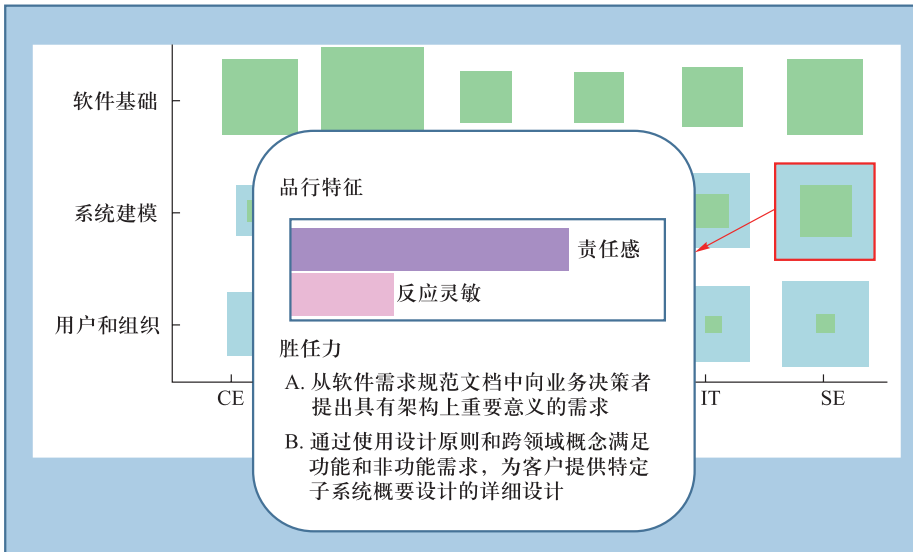 软件基础
系统建模
用户和组织
品行特征
责任感
反应灵敏
胜任力
A. 从软件需求规范文档中向业务决策者
提出具有架构上重要意义的需求
B. 通过使用设计原则和跨领域概念满足
功能和非功能需求，为客户提供特定
子系统概要设计的详细设计
CE
IT
SE